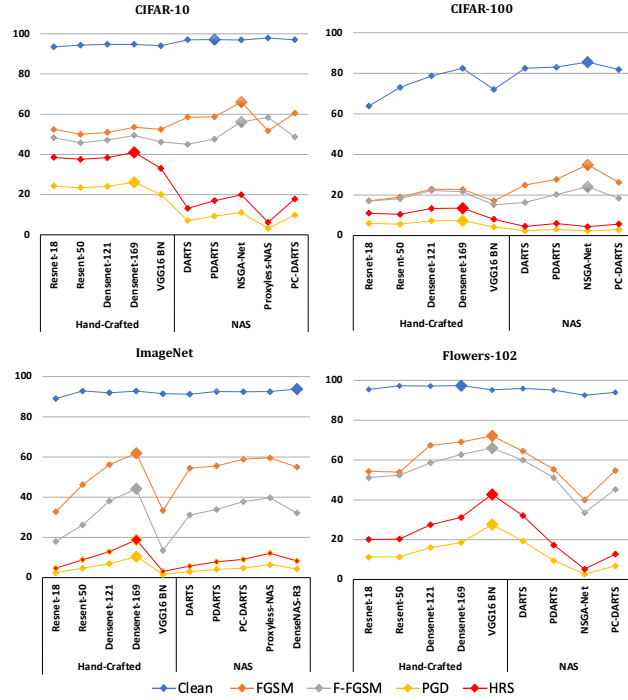 CIFAR-10
100
80
60
40
20
0
Resnet-18
Resent-50
Densenet-121
Densenet-169
VGG16 BN
DARTS
PDARTS
NSGA-Net
Proxyless-NAS
PC-DARTS
Hand-Crafted
NAS
CIFAR-100
100
80
60
40
20
0
Resnet-18
Resent-50
Densenet-121
Densenet-169
VGG16 BN
DARTS
PDARTS
NSGA-Net
PC-DARTS
Hand-Crafted
NAS
ImageNet
100
80
60
40
20
0
Resnet-18
Resent-50
Densenet-121
Densenet-169
VGG16 BN
DARTS
PDARTS
PC-DARTS
Proxyless-NAS
DenseNAS-R3
Hand-Crafted
NAS
Flowers-102
100
80
60
40
20
0
Resnet-18
Resent-50
Densenet-121
Densenet-169
VGG16 BN
DARTS
PDARTS
NSGA-Net
PC-DARTS
Hand-Crafted
NAS
Clean FGSM F-FGSM PGD HRS